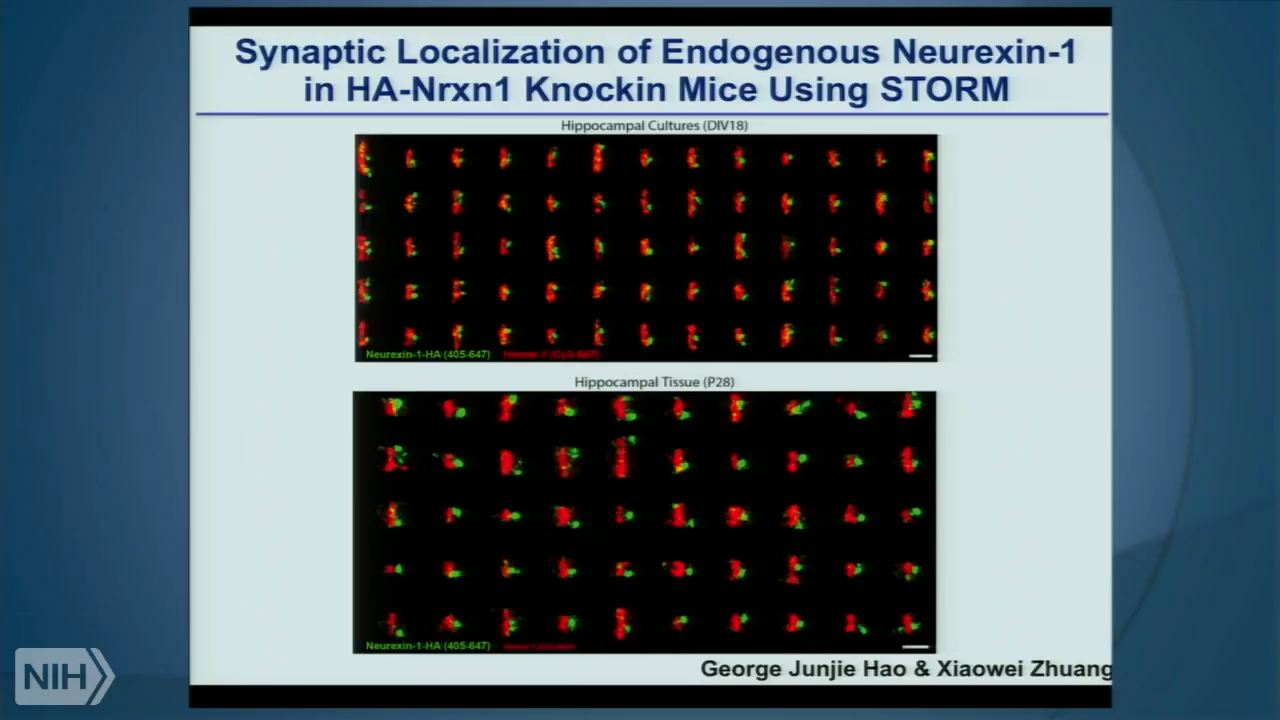 Synaptic Localization of Endogenous Neurexin-1
in HA-Nrxn1 Knockin Mice Using STORM
Hippocampal Cultures (DIV18)
Neurexin-1-HA (405-647)
Hippocampal Tissue (P28)
Neurexin-1-HA (405-647)
George Junjie Hao & Xiaowei Zhuang
NIH